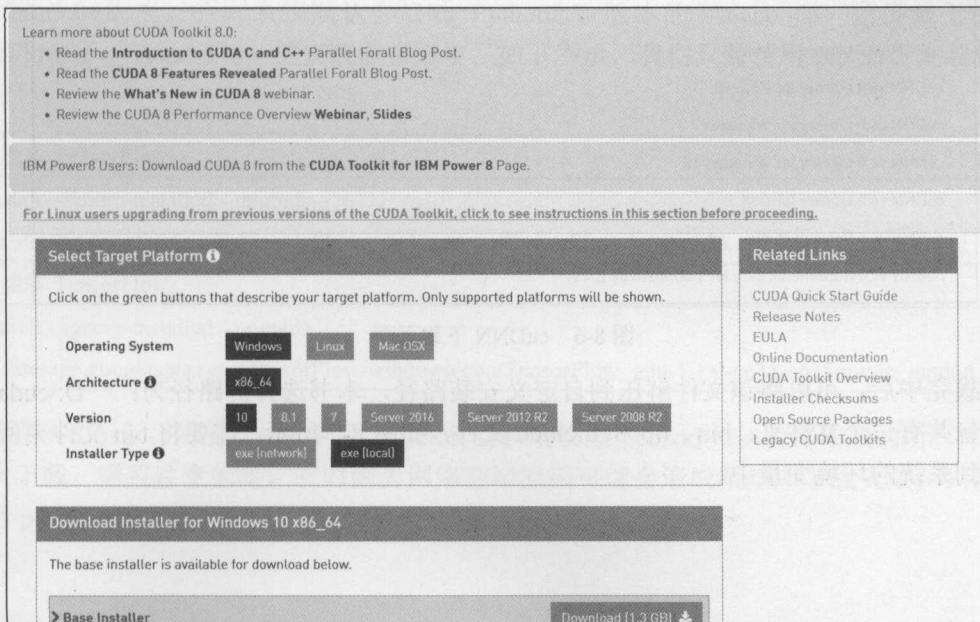 Learn more about CUDA Toolkit 8.0:
• Read the Introduction to CUDA C and C++ Parallel Forall Blog Post.
• Read the CUDA 8 Features Revealed Parallel Forall Blog Post.
• Review the What's New in CUDA 8 webinar.
• Review the CUDA 8 Performance Overview Webinar, Slides
IBM Power8 Users: Download CUDA 8 from the CUDA Toolkit for IBM Power 8 Page.
For Linux users upgrading from previous versions of the CUDA Toolkit, click to see instructions in this section before proceeding.
Select Target Platform
Click on the green buttons that describe your target platform. Only supported platforms will be shown.
Operating System Windows Linux Mac OSX
Architecture x86_64
Version 10 8.1 7 Server 2016 Server 2012 R2 Server 2008 R2
Installer Type exe [network] exe [local]
Related Links
CUDA Quick Start Guide
Release Notes
EULA
Online Documentation
CUDA Toolkit Overview
Installer Checksums
Open Source Packages
Legacy CUDA Toolkits
Download Installer for Windows 10 x86_64
The base installer is available for download below.
> Base Installer Download [1.3 GB]